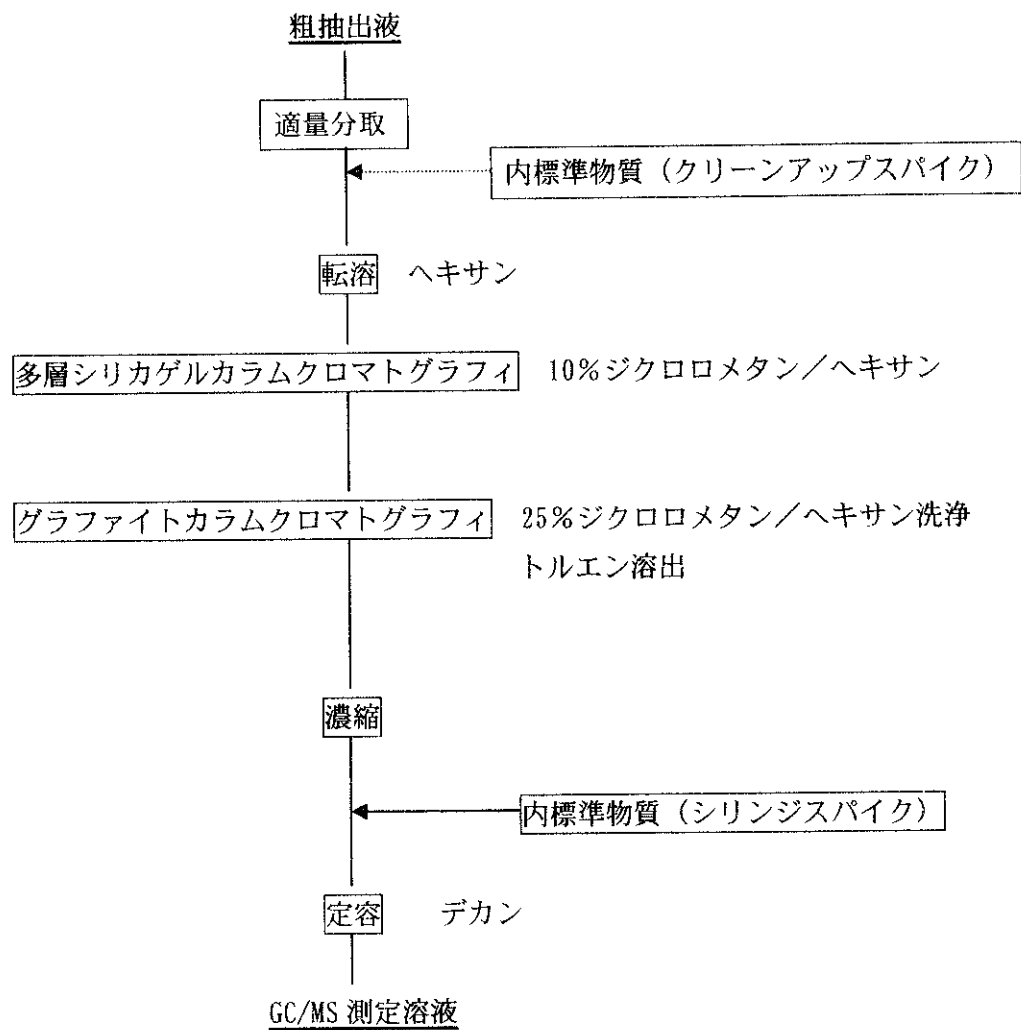 粗抽出液
適量分取
内標準物質（クリーンアップスパイク）
転溶　ヘキサン
多層シリカゲルカラムクロマトグラフィ　10%ジクロロメタン／ヘキサン
グラファイトカラムクロマトグラフィ　25%ジクロロメタン／ヘキサン洗浄
トルエン溶出
濃縮
内標準物質（シリンジスパイク）
定容　デカン
GC/MS 測定溶液